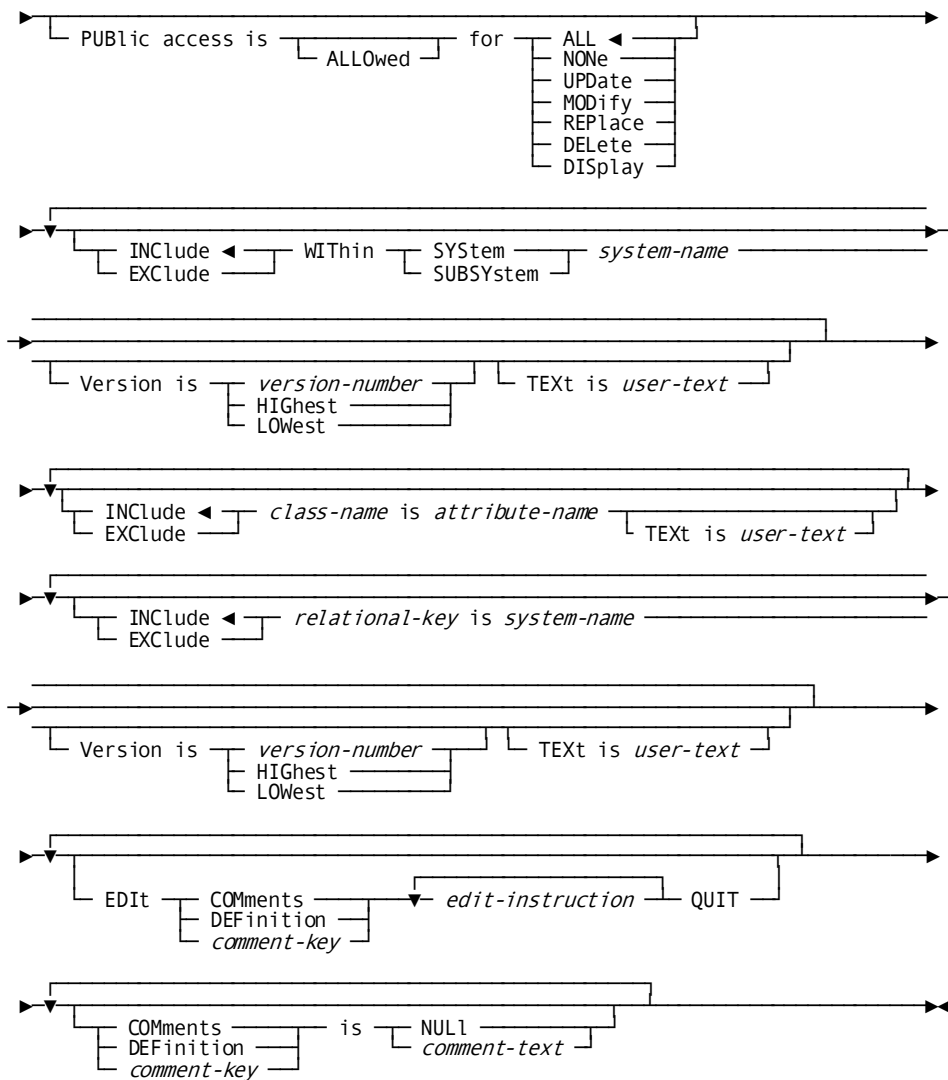 PUBlic access is ALLOwed for ALL
NONe
UPDate
MODify
REPlace
DELete
DISplay
INClude WIThin SYStem system-name
EXClude SUBSYstem
Version is version-number TEXt is user-text
HIGhest
LOWest
INClude class-name is attribute-name
EXClude TEXt is user-text
INClude relational-key is system-name
EXClude
Version is version-number TEXt is user-text
HIGhest
LOWest
EDIt COMments edit-instruction QUIT
DEFinition
comment-key
COMments is NULl
DEFinition comment-text
comment-key